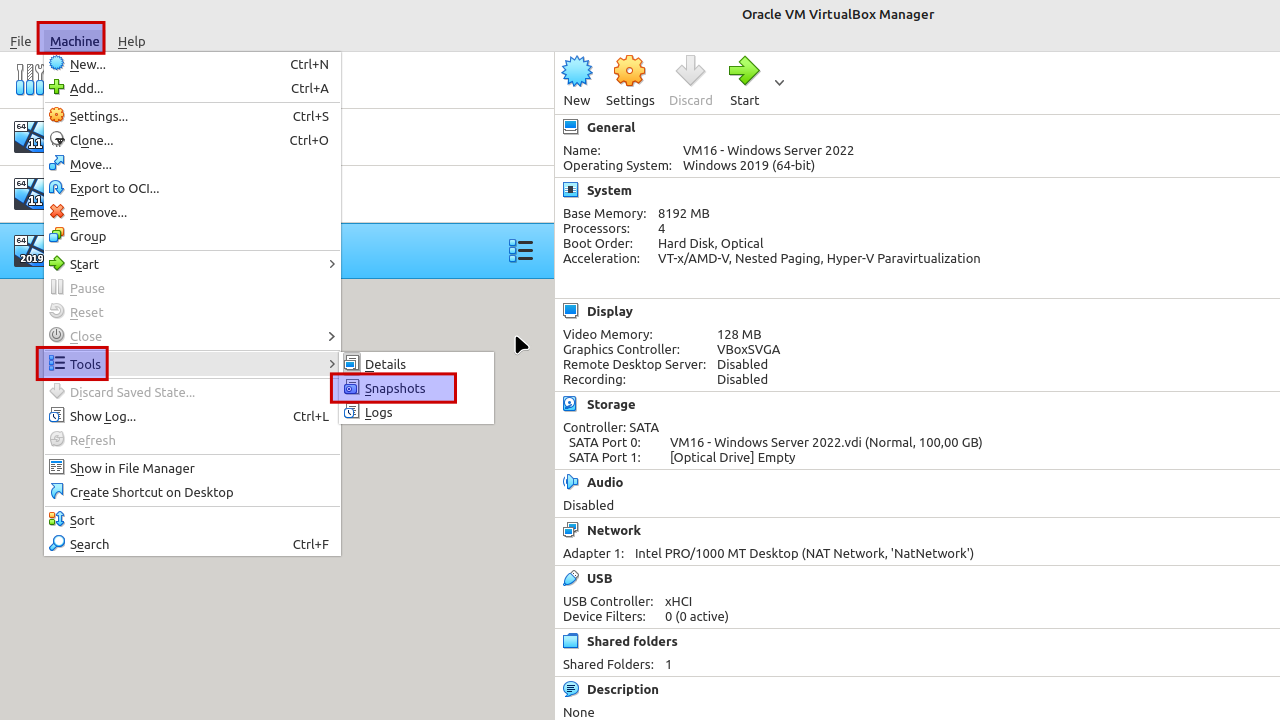 Oracle VM VirtualBox Manager
File Machine Help
New... Ctrl+N
Add... Ctrl+A
Settings... Ctrl+S
Clone... Ctrl+O
Move...
Export to OCI...
Remove...
Group
Start
Pause
Reset
Close
Tools
Discard Saved State...
Show Log... Ctrl+L
Refresh
Show in File Manager
Create Shortcut on Desktop
Sort
Search Ctrl+F
Details
Snapshots
Logs
64
11
64
11
64
2019
New Settings Discard Start
General
Name: VM16 - Windows Server 2022
Operating System: Windows 2019 (64-bit)
System
Base Memory: 8192 MB
Processors: 4
Boot Order: Hard Disk, Optical
Acceleration: VT-x/AMD-V, Nested Paging, Hyper-V Paravirtualization
Display
Video Memory: 128 MB
Graphics Controller: VBoxSVGA
Remote Desktop Server: Disabled
Recording: Disabled
Storage
Controller: SATA
SATA Port 0: VM16 - Windows Server 2022.vdi (Normal, 100,00 GB)
SATA Port 1: [Optical Drive] Empty
Audio
Disabled
Network
Adapter 1: Intel PRO/1000 MT Desktop (NAT Network, 'NatNetwork')
USB
USB Controller: xHCI
Device Filters: 0 (0 active)
Shared folders
Shared Folders: 1
Description
None